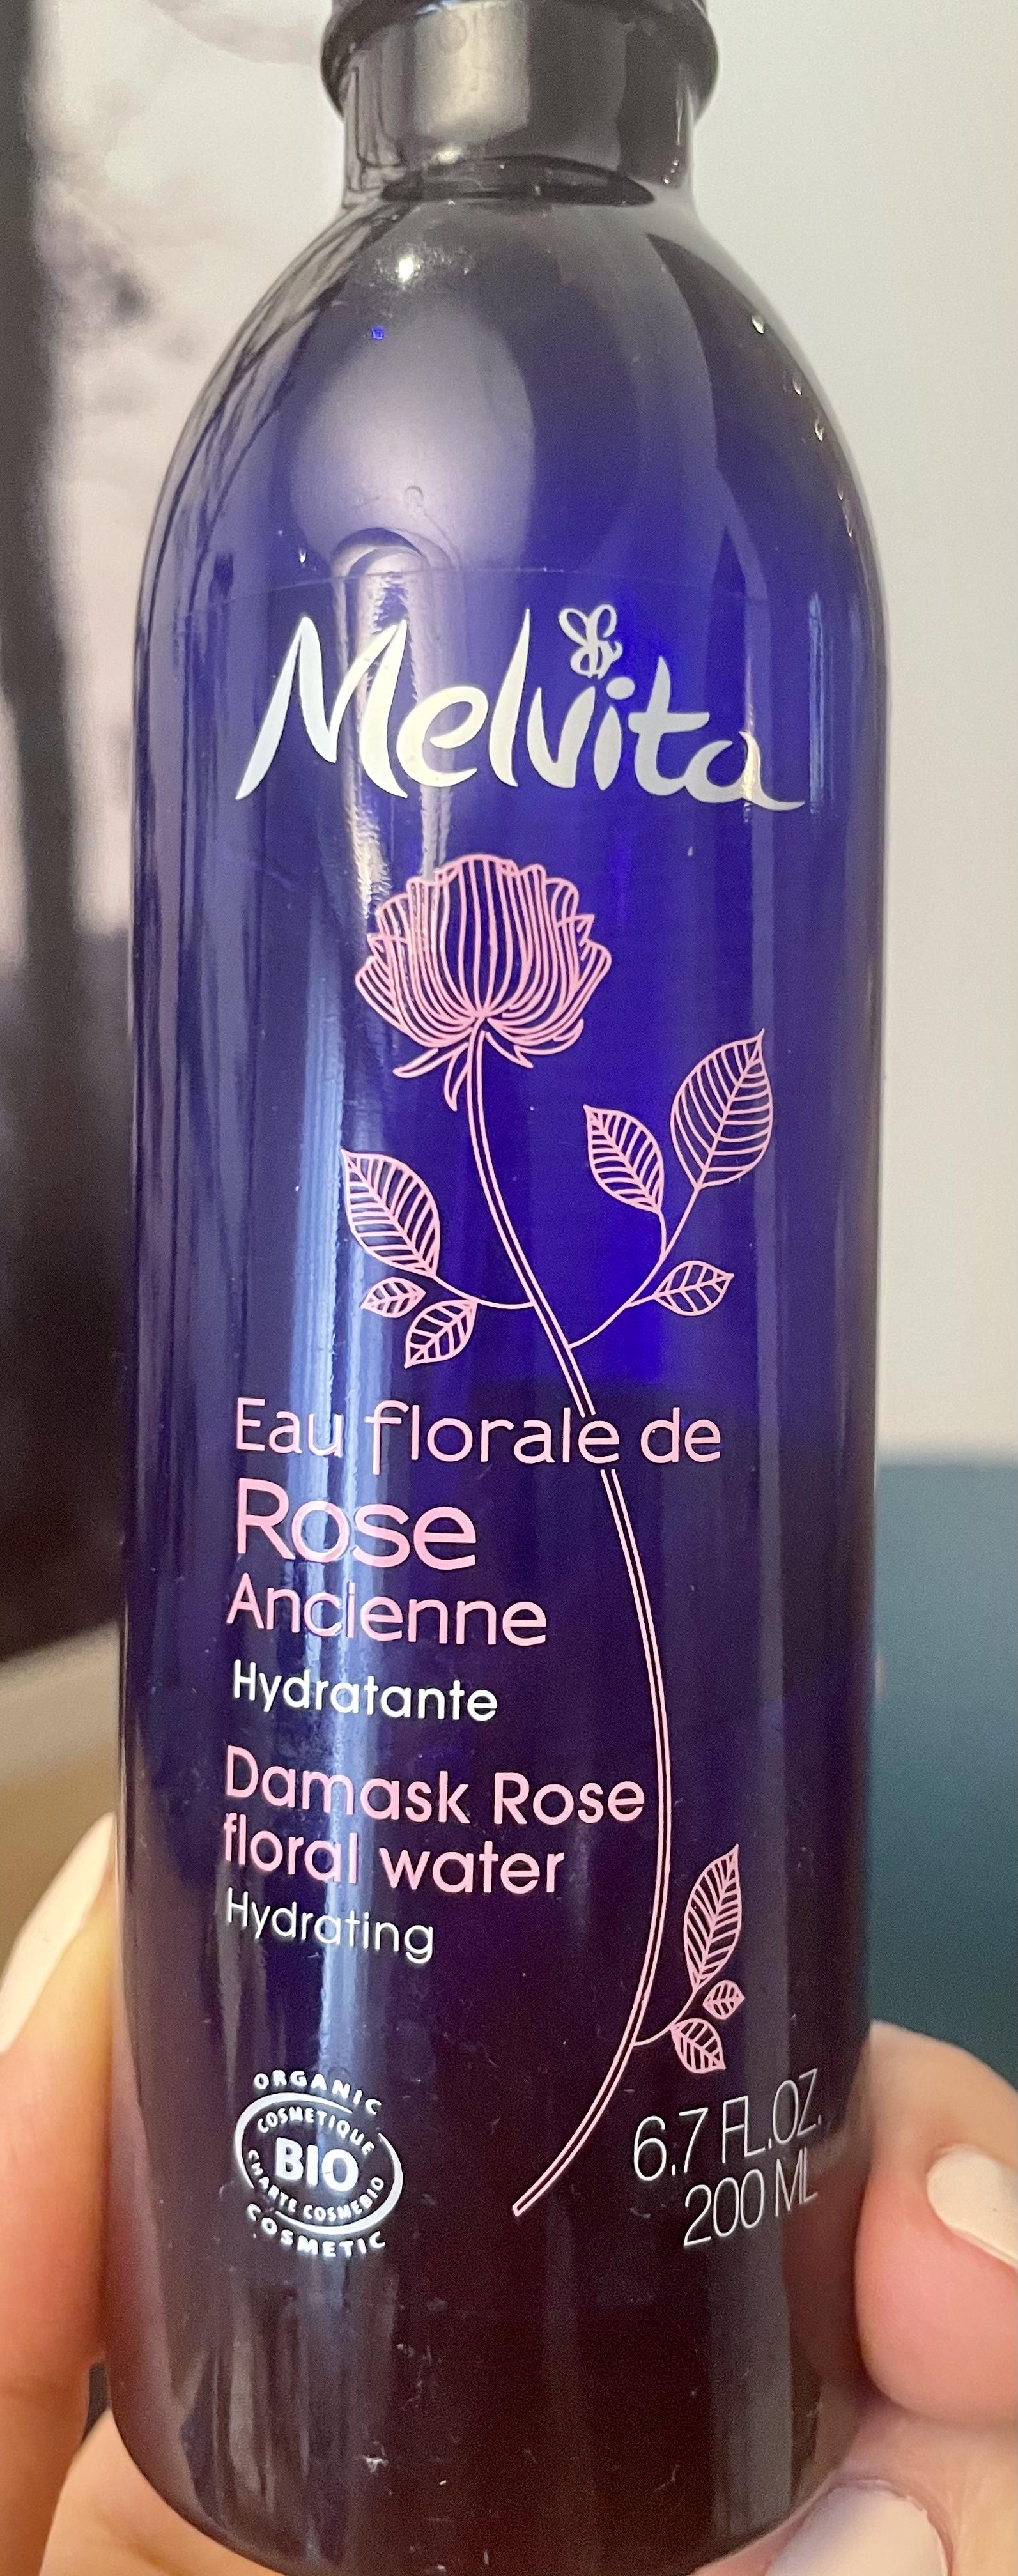 Melvita
Eau florale de
Rose
Ancienne
Hydratante
Damask Rose
floral water
Hydrating
ORGANIC
COSMETIQUE
BIO
CHARTE COSMEBIO
COSMETIC
6.7 FL.OZ.
200 ML